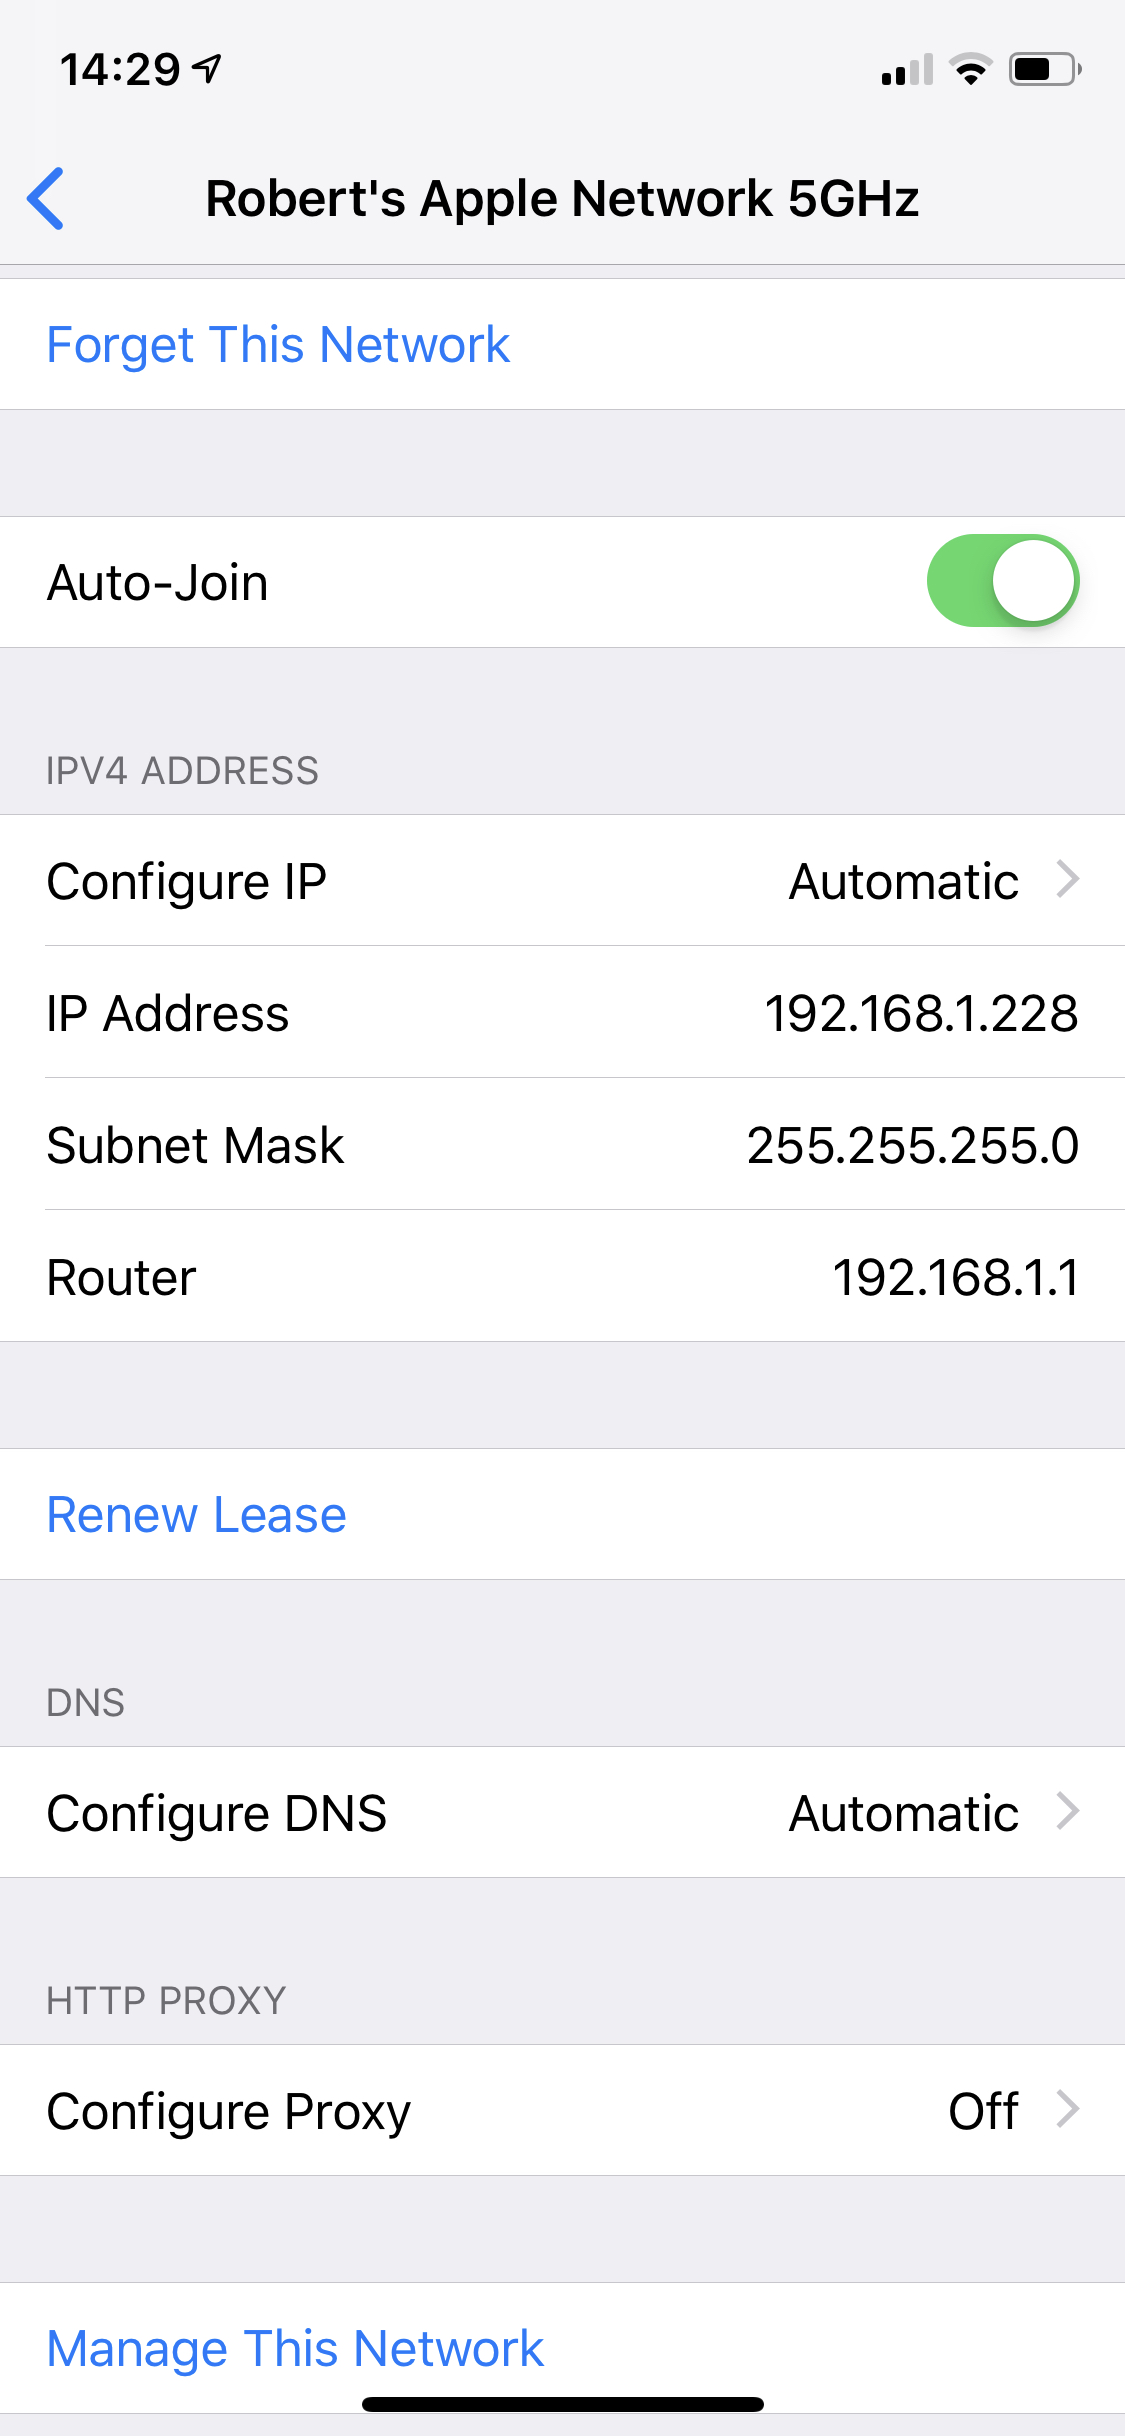 14:29
Robert's Apple Network 5GHz
Forget This Network
Auto-Join
IPV4 ADDRESS
Configure IP Automatic
IP Address 192.168.1.228
Subnet Mask 255.255.255.0
Router 192.168.1.1
Renew Lease
DNS
Configure DNS Automatic
HTTP PROXY
Configure Proxy Off
Manage This Network